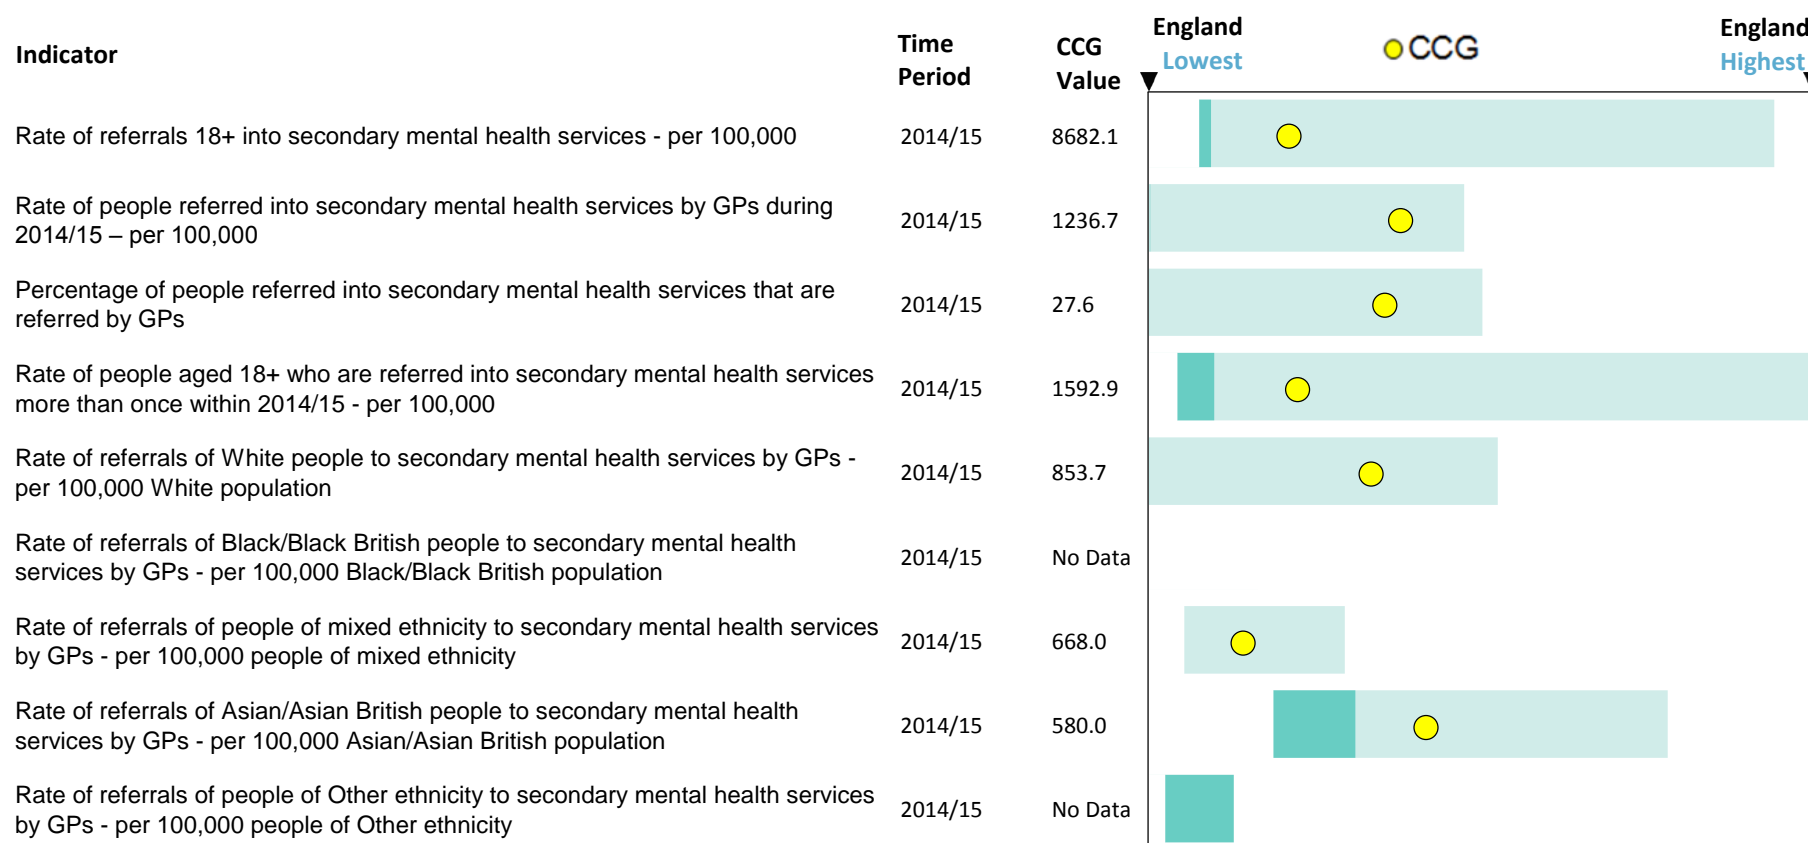 Indicator
Time Period
CCG Value
England Lowest
CCG
England Highest
Rate of referrals 18+ into secondary mental health services - per 100,000
2014/15
8682.1
Rate of people referred into secondary mental health services by GPs during
2014/15 – per 100,000
2014/15
1236.7
Percentage of people referred into secondary mental health services that are
referred by GPs
2014/15
27.6
Rate of people aged 18+ who are referred into secondary mental health services
more than once within 2014/15 - per 100,000
2014/15
1592.9
Rate of referrals of White people to secondary mental health services by GPs -
per 100,000 White population
2014/15
853.7
Rate of referrals of Black/Black British people to secondary mental health
services by GPs - per 100,000 Black/Black British population
2014/15
No Data
Rate of referrals of people of mixed ethnicity to secondary mental health services
by GPs - per 100,000 people of mixed ethnicity
2014/15
668.0
Rate of referrals of Asian/Asian British people to secondary mental health
services by GPs - per 100,000 Asian/Asian British population
2014/15
580.0
Rate of referrals of people of Other ethnicity to secondary mental health services
by GPs - per 100,000 people of Other ethnicity
2014/15
No Data